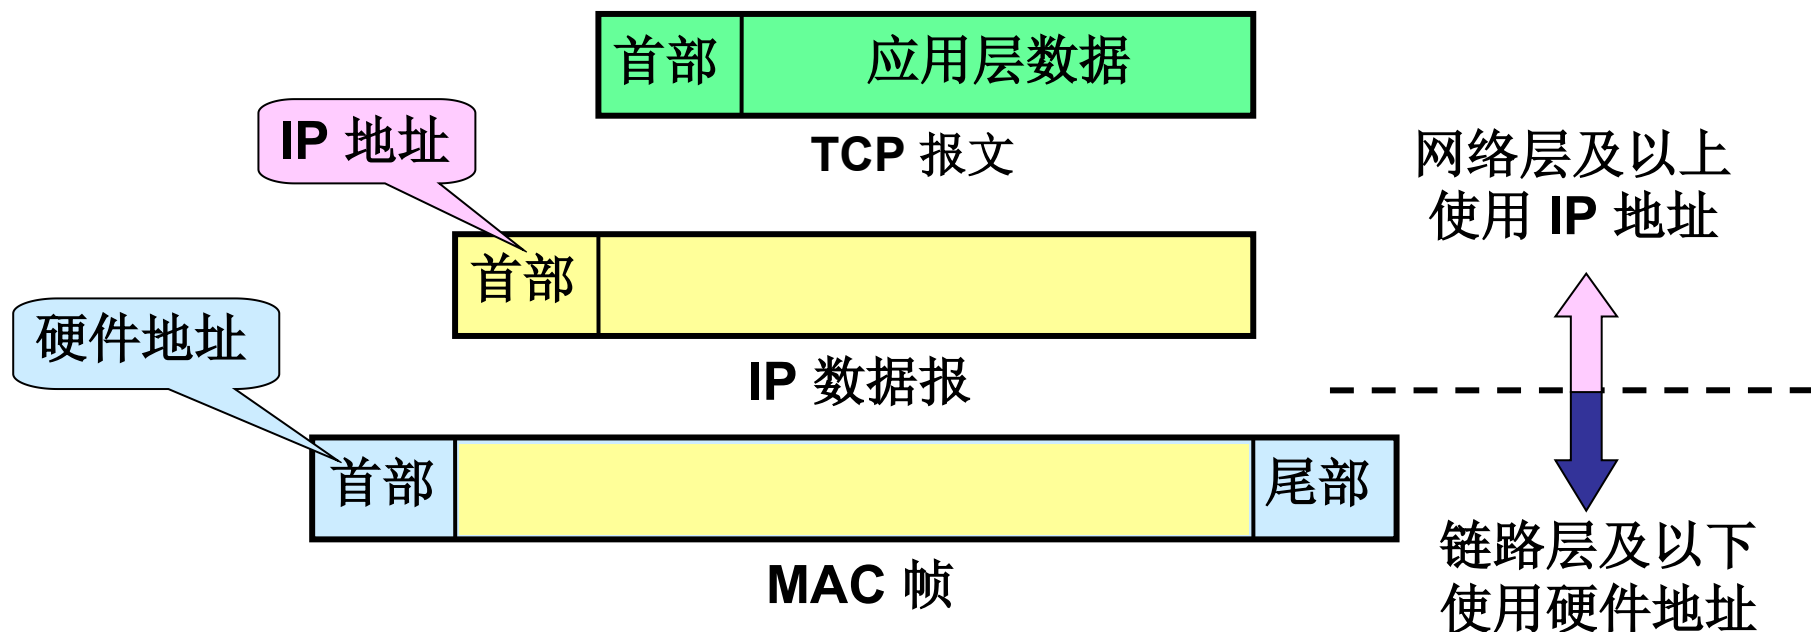 首部 应用层数据
TCP 报文
IP 地址
首部
IP 数据报
硬件地址
首部 尾部
MAC 帧
网络层及以上
使用 IP 地址
链路层及以下
使用硬件地址